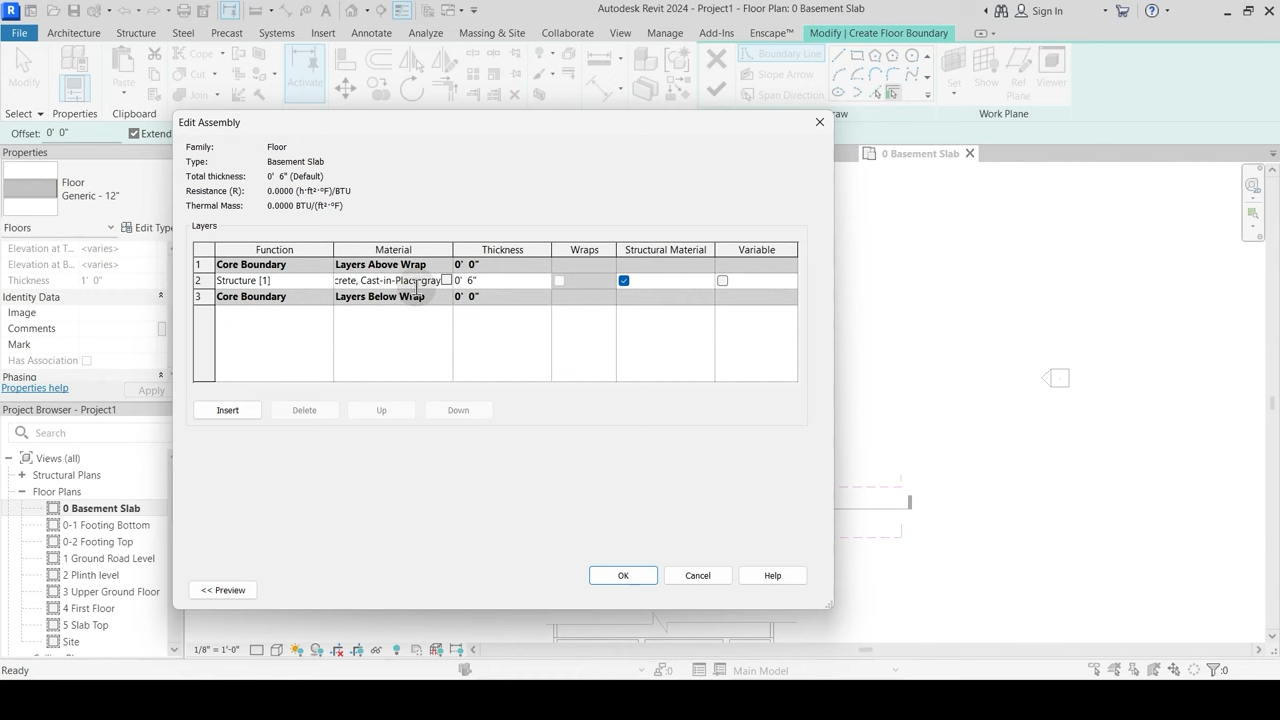 Autodesk Revit 2024 - Project1 - Floor Plan: 0 Basement Slab
Sign In
File Architecture Structure Steel Precast Systems Insert Annotate Analyze Massing & Site Collaborate View Manage Add-Ins Enscape™ Modify | Create Floor Boundary
Modify
Paste
Cope
Cut
Join
Activate
Boundary Line
Slope Arrow
Span Direction
Set
Show
Ref Plane
Viewer
Select Properties Clipboard
Work Plane
Offset: 0' 0"
Extend
Properties
Floor
Generic - 12"
Floors
Edit Type
Elevation at T... <varies>
Elevation at B... <varies>
Thickness 1' 0"
Identity Data
Image
Comments
Mark
Has Association
Phasing
Properties help
Apply
Project Browser - Project1
Search
Views (all)
Structural Plans
Floor Plans
0 Basement Slab
0-1 Footing Bottom
0-2 Footing Top
1 Ground Road Level
2 Plinth level
3 Upper Ground Floor
4 First Floor
5 Slab Top
Site
0 Basement Slab
Edit Assembly
Family: Floor
Type: Basement Slab
Total thickness: 0' 6" (Default)
Resistance (R): 0.0000 (h·ft²·°F)/BTU
Thermal Mass: 0.0000 BTU/(ft²·°F)
Layers
Function Material Thickness Wraps Structural Material Variable
1 Core Boundary Layers Above Wrap 0' 0"
2 Structure [1] crete, Cast-in-Place gray 0' 6"
3 Core Boundary Layers Below Wrap 0' 0"
Insert Delete Up Down
OK Cancel Help
<< Preview
1/8" = 1'-0"
Ready
:0
Main Model
:0